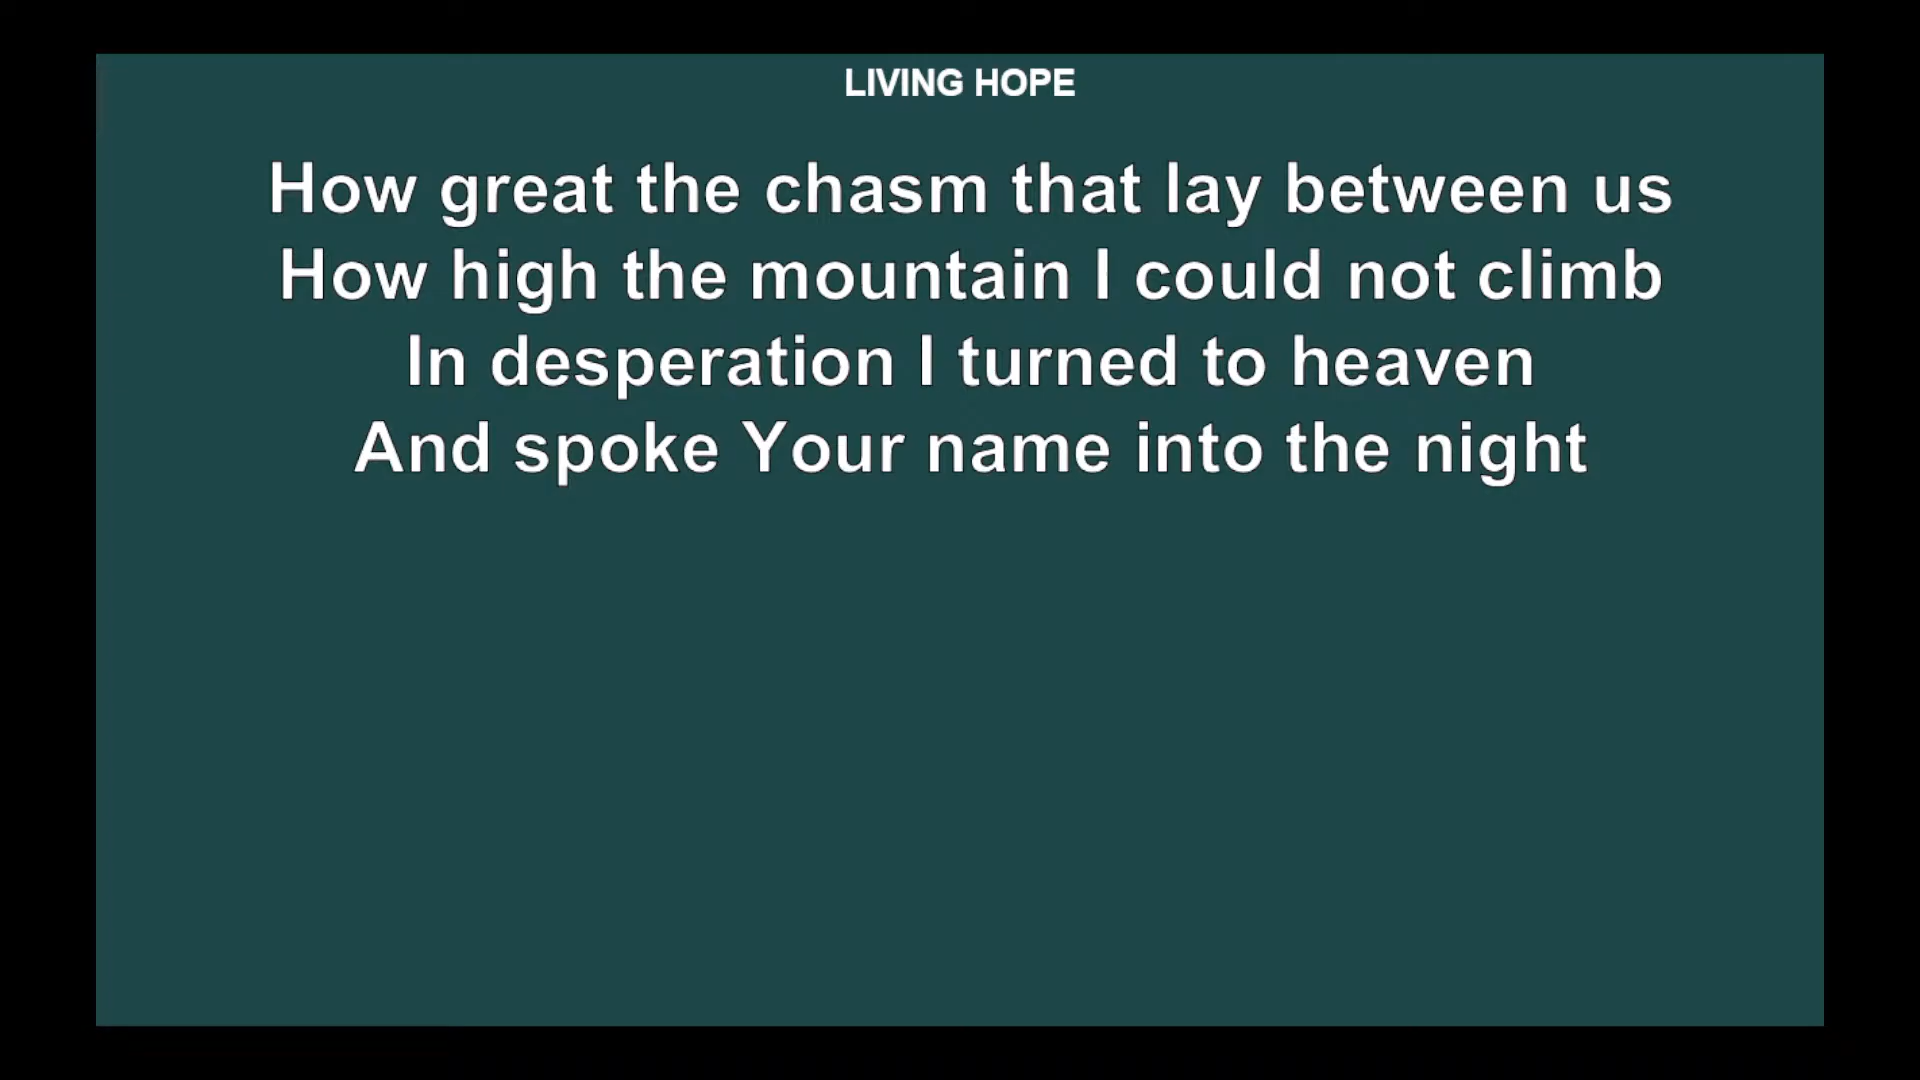 LIVING HOPE
How great the chasm that lay between us
How high the mountain I could not climb
In desperation I turned to heaven
And spoke Your name into the night